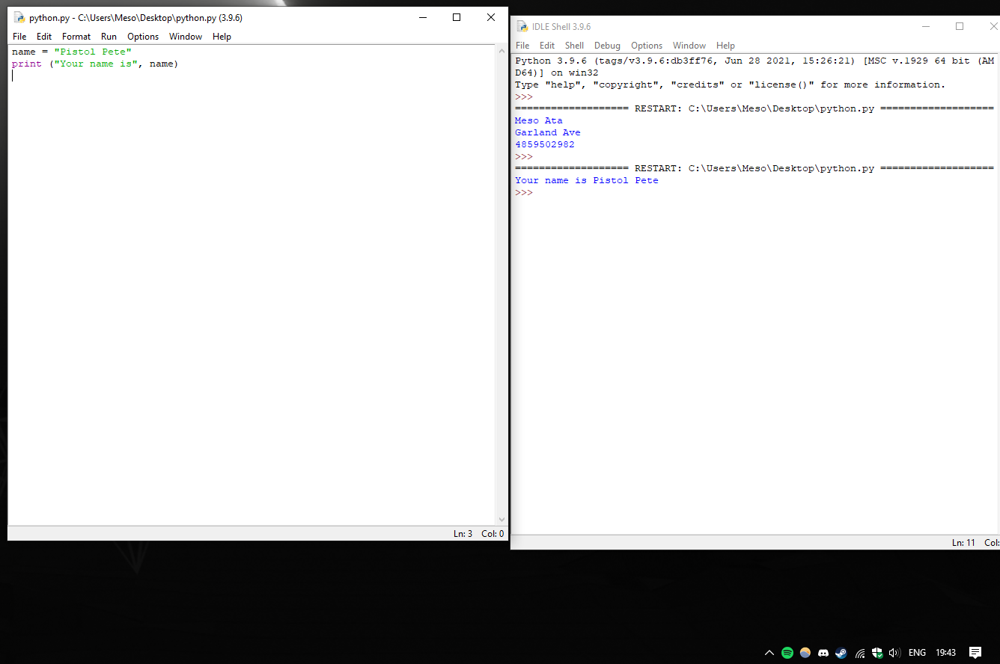 python.py - C:\Users\Meso\Desktop\python.py (3.9.6)
File Edit Format Run Options Window Help
name = "Pistol Pete"
print ("Your name is", name)
Ln: 3 Col: 0
IDLE Shell 3.9.6
File Edit Shell Debug Options Window Help
Python 3.9.6 (tags/v3.9.6:db3ff76, Jun 28 2021, 15:26:21) [MSC v.1929 64 bit (AM
D64)] on win32
Type "help", "copyright", "credits" or "license()" for more information.
>>>
=================== RESTART: C:\Users\Meso\Desktop\python.py ===================
Meso Ata
Garland Ave
4859502982
>>>
=================== RESTART: C:\Users\Meso\Desktop\python.py ===================
Your name is Pistol Pete
>>>
Ln: 11 Col:
ENG 19:43